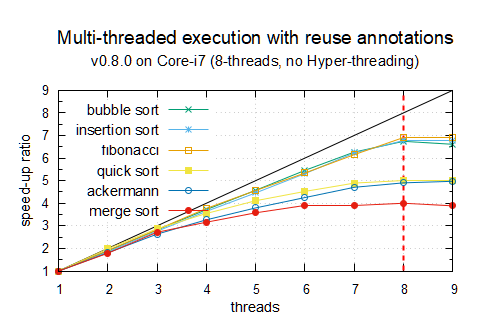 Multi-threaded execution with reuse annotations
v0.8.0 on Core-i7 (8-threads, no Hyper-threading)
speed-up ratio
9
8
7
6
5
4
3
2
1
bubble sort
insertion sort
fibonacci
quick sort
ackermann
merge sort
1 2 3 4 5 6 7 8 9
threads